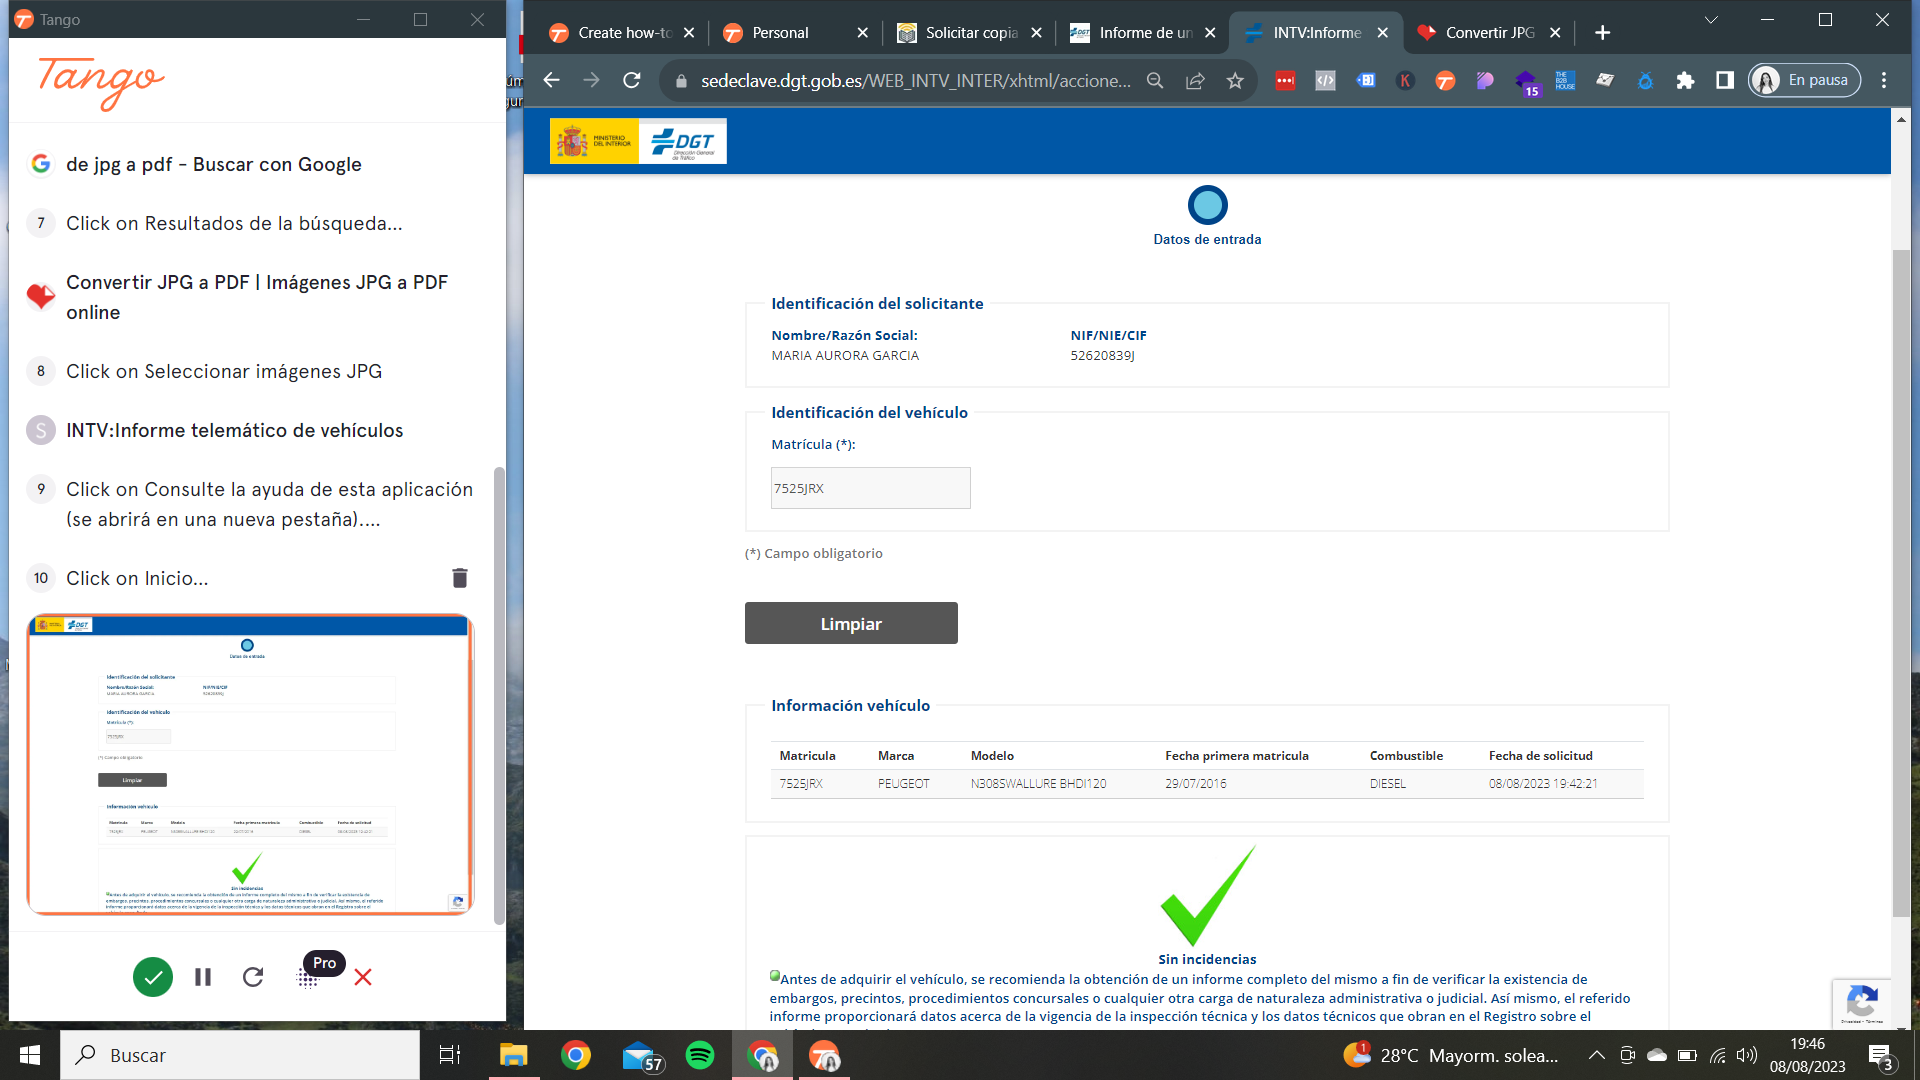 Tango
Tango
de jpg a pdf - Buscar con Google
7 Click on Resultados de la búsqueda...
Convertir JPG a PDF | Imágenes JPG a PDF
online
8 Click on Seleccionar imágenes JPG
S INTV:Informe telemático de vehículos
9 Click on Consulte la ayuda de esta aplicación
(se abrirá en una nueva pestaña)....
10 Click on Inicio...
Pro
Create how-to
Personal
Solicitar copia
Informe de un
INTV:Informe
Convertir JPG
sedeclave.dgt.gob.es/WEB_INTV_INTER/xhtml/accione...
15
En pausa
MINISTERIO
DEL INTERIOR
DGT
Dirección General
de Tráfico
Datos de entrada
Identificación del solicitante
Nombre/Razón Social: NIF/NIE/CIF
MARIA AURORA GARCIA 52620839J
Identificación del vehículo
Matrícula (*):
7525JRX
(*) Campo obligatorio
Limpiar
Información vehículo
Matricula Marca Modelo Fecha primera matricula Combustible Fecha de solicitud
7525JRX PEUGEOT N308SWALLURE BHDI120 29/07/2016 DIESEL 08/08/2023 19:42:21
Sin incidencias
Antes de adquirir el vehículo, se recomienda la obtención de un informe completo del mismo a fin de verificar la existencia de
embargos, precintos, procedimientos concursales o cualquier otra carga de naturaleza administrativa o judicial. Así mismo, el referido
informe proporcionará datos acerca de la vigencia de la inspección técnica y los datos técnicos que obran en el Registro sobre el
Buscar
57
1
28°C Mayorm. solea...
19:46
08/08/2023
3